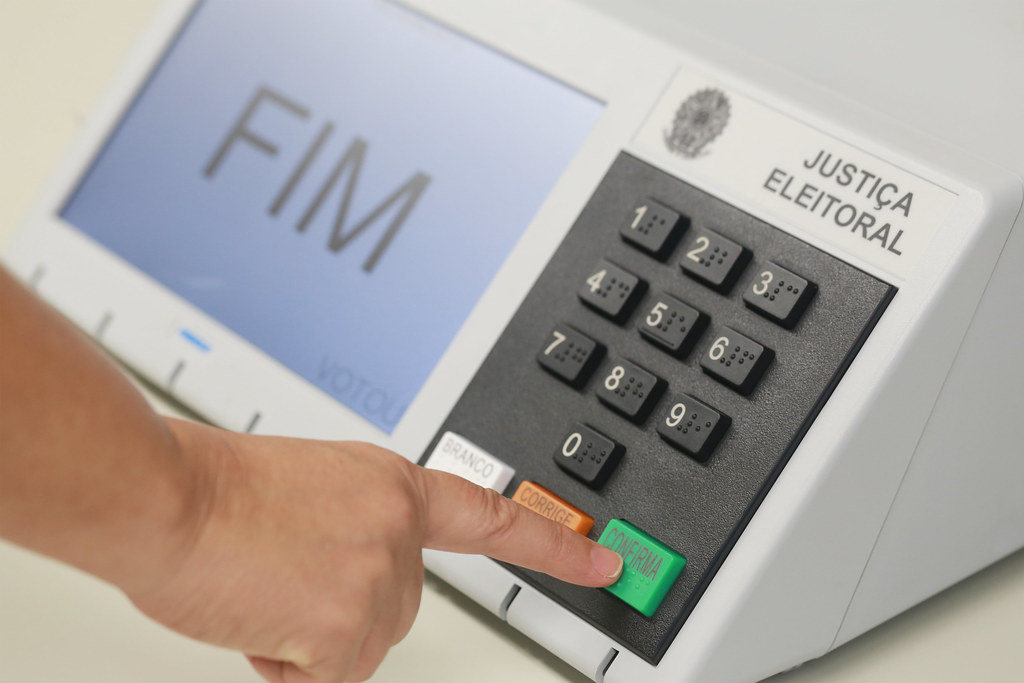 FIM
VOTOU
JUSTIÇA
ELEITORAL
1
2
3
4
5
6
7
8
9
0
BRANCO
CORRIGE
CONFIRMA